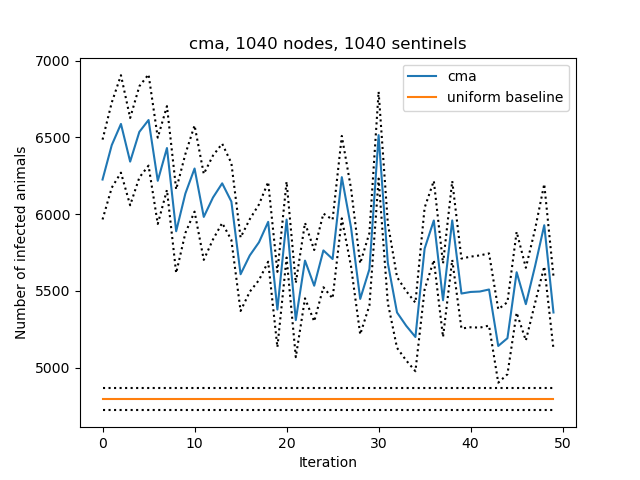 cma, 1040 nodes, 1040 sentinels
cma
uniform baseline
Number of infected animals
7000
6500
6000
5500
5000
0 10 20 30 40 50
Iteration